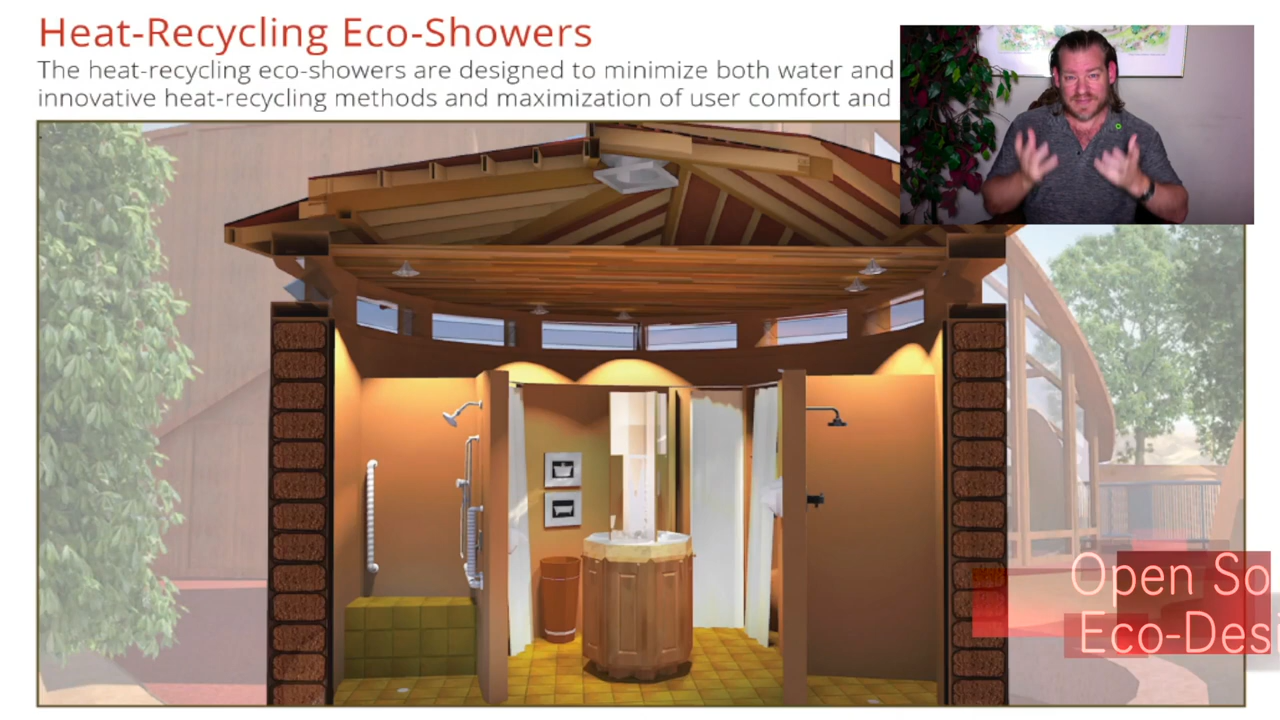 Heat-Recycling Eco-Showers
The heat-recycling eco-showers are designed to minimize both water and
innovative heat-recycling methods and maximization of user comfort and
Open So
Eco-Desi